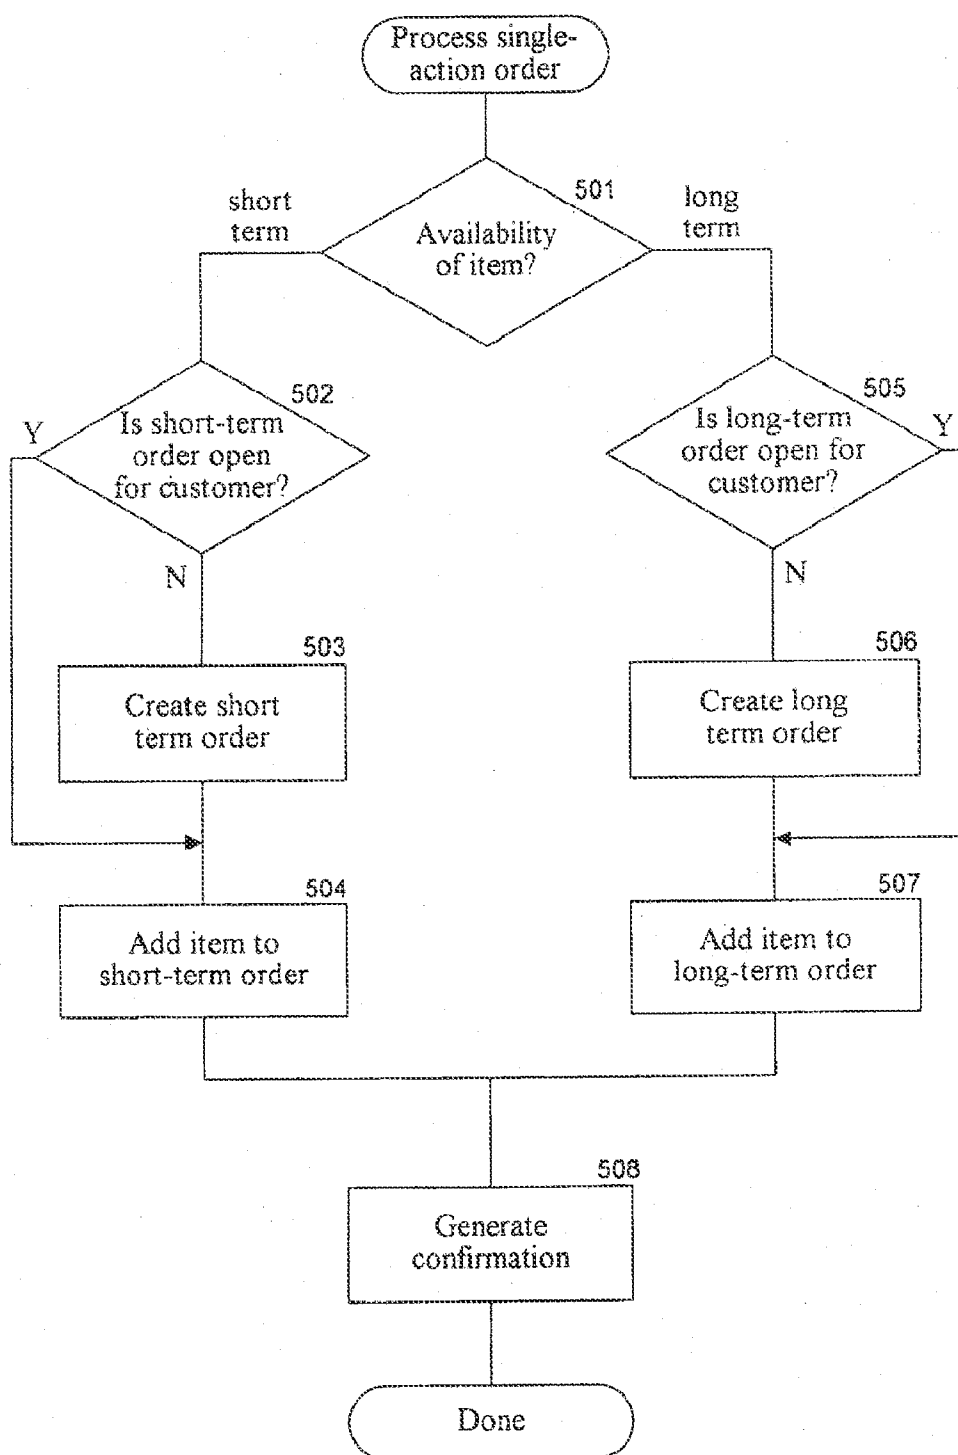 Process single-
action order
501
short
term
long
term
Availability
of item?
502
505
Y
Is short-term
order open
for customer?
Is long-term
order open for
customer?
Y
N
N
503
506
Create short
term order
Create long
term order
504
507
Add item to
short-term order
Add item to
long-term order
508
Generate
confirmation
Done